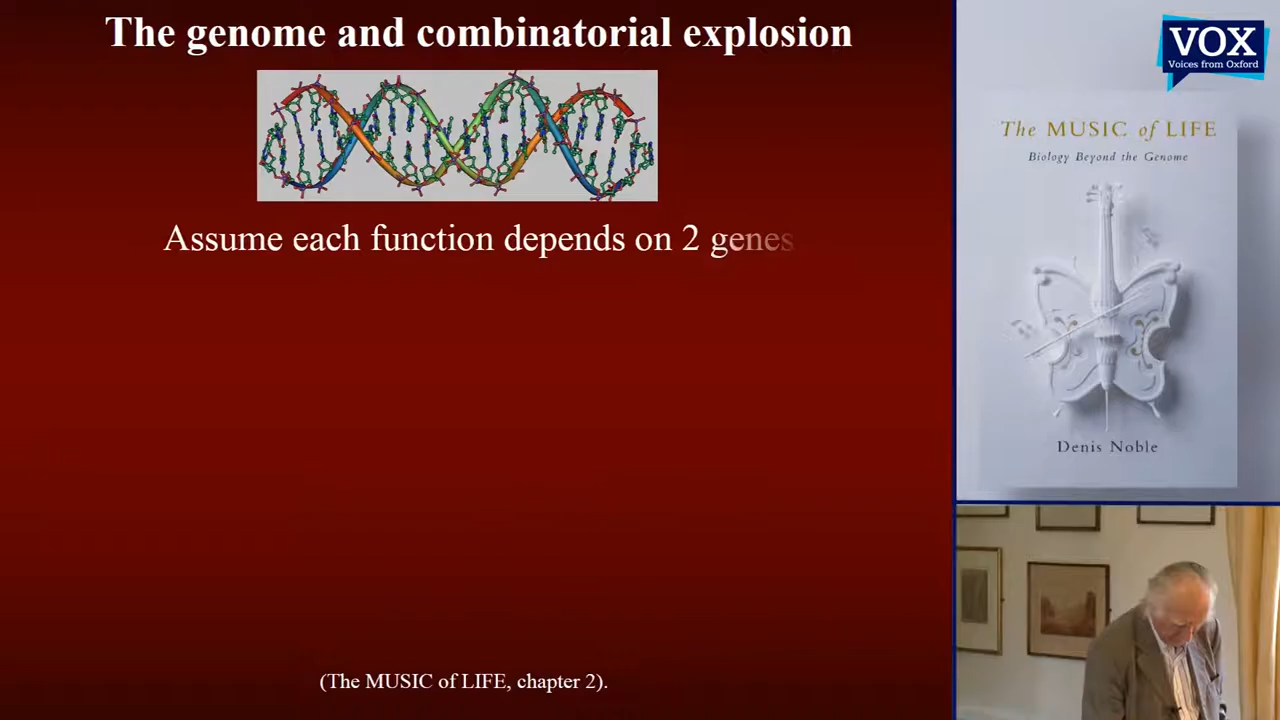 The genome and combinatorial explosion
Assume each function depends on 2 genes
(The MUSIC of LIFE, chapter 2).
VOX
Voices from Oxford
The MUSIC of LIFE
Biology Beyond the Genome
Denis Noble